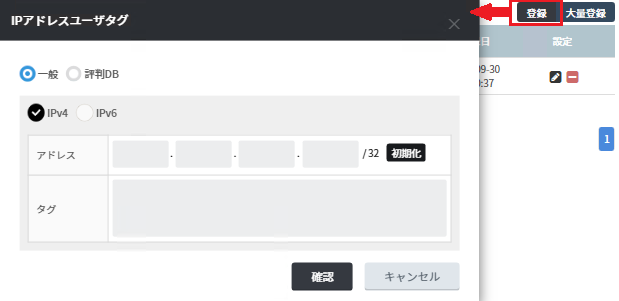 IPアドレスユーザタグ
登録 大量登録
日 設定
一般 評判DB
09-30
0:37
IPv4 IPv6
アドレス . . . /32 初期化
1
タグ
確認 キャンセル